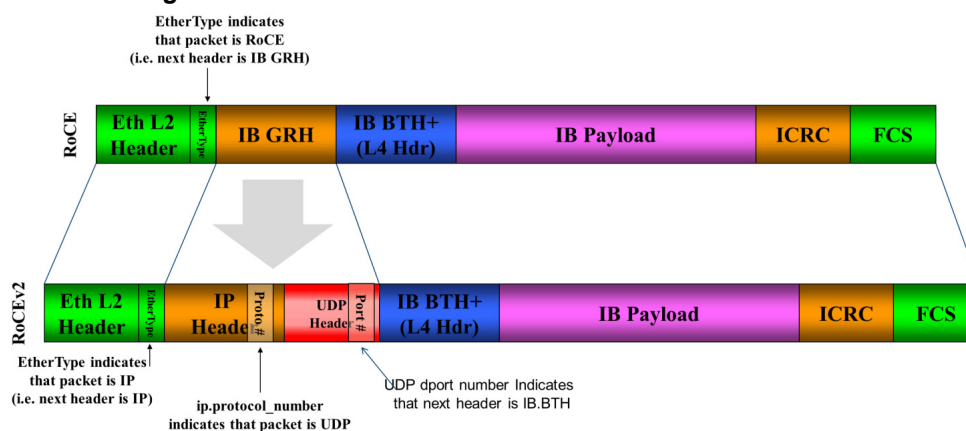 EtherType indicates
that packet is RoCE
(i.e. next header is IB GRH)
RoCE
Eth L2
Header
EtherType
IB GRH
IB BTH+
(L4 Hdr)
IB Payload
ICRC
FCS
RoCEv2
Eth L2
Header
EtherType
IP
Header
Proto.#
UDP
Header
Port #
IB BTH+
(L4 Hdr)
IB Payload
ICRC
FCS
EtherType indicates
that packet is IP
(i.e. next header is IP)
ip.protocol_number
indicates that packet is UDP
UDP dport number Indicates
that next header is IB.BTH